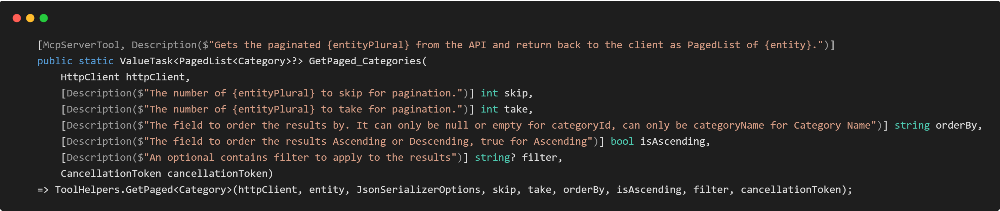 [McpServerTool, Description($"Gets the paginated {entityPlural} from the API and return back to the client as PagedList of {entity}.")]
public static ValueTask<PagedList<Category>?> GetPaged_Categories(
    HttpClient httpClient,
    [Description($"The number of {entityPlural} to skip for pagination.")] int skip,
    [Description($"The number of {entityPlural} to take for pagination.")] int take,
    [Description($"The field to order the results by. It can only be null or empty for categoryId, can only be categoryName for Category Name")] string orderBy,
    [Description($"The field to order the results Ascending or Descending, true for Ascending")] bool isAscending,
    [Description($"An optional contains filter to apply to the results")] string? filter,
    CancellationToken cancellationToken)
=> ToolHelpers.GetPaged<Category>(httpClient, entity, JsonSerializerOptions, skip, take, orderBy, isAscending, filter, cancellationToken);